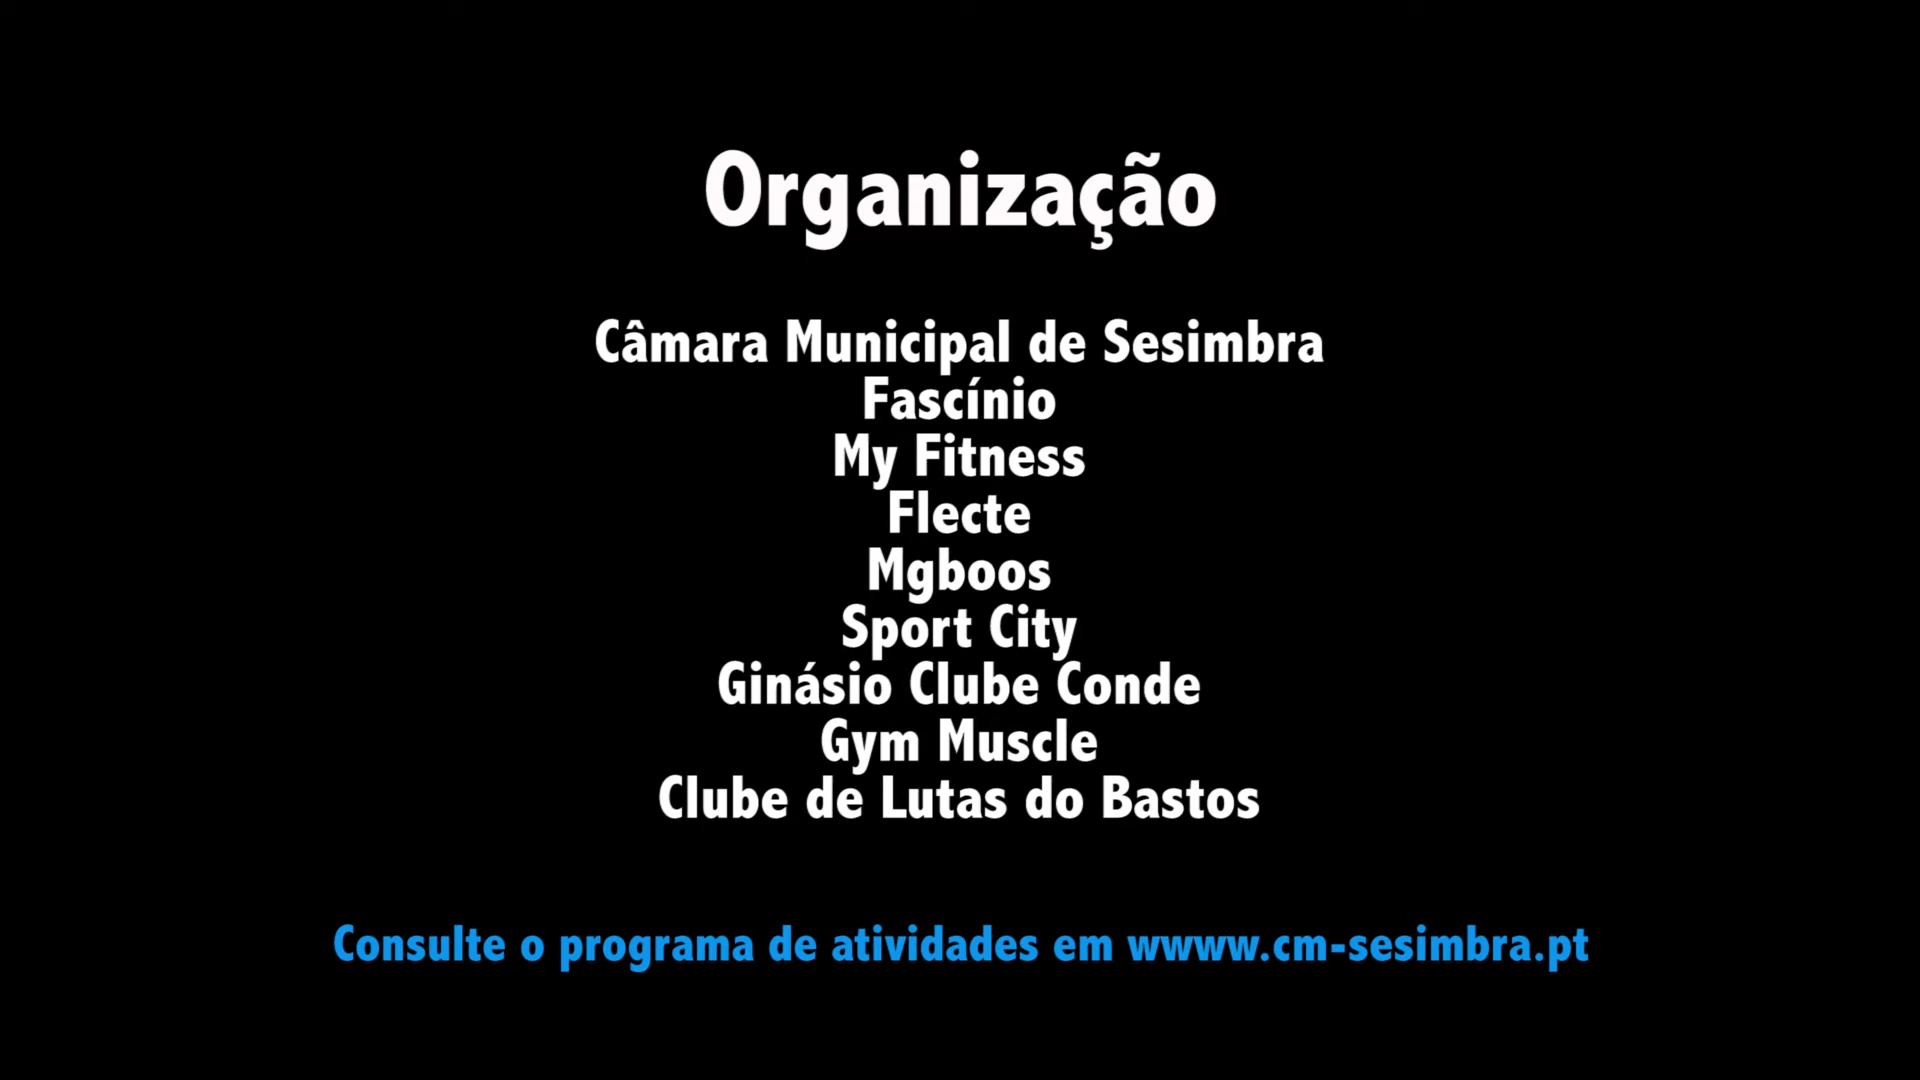 Organização
Câmara Municipal de Sesimbra
Fascínio
My Fitness
Flecte
Mgboos
Sport City
Ginásio Clube Conde
Gym Muscle
Clube de Lutas do Bastos
Consulte o programa de atividades em wwww.cm-sesimbra.pt